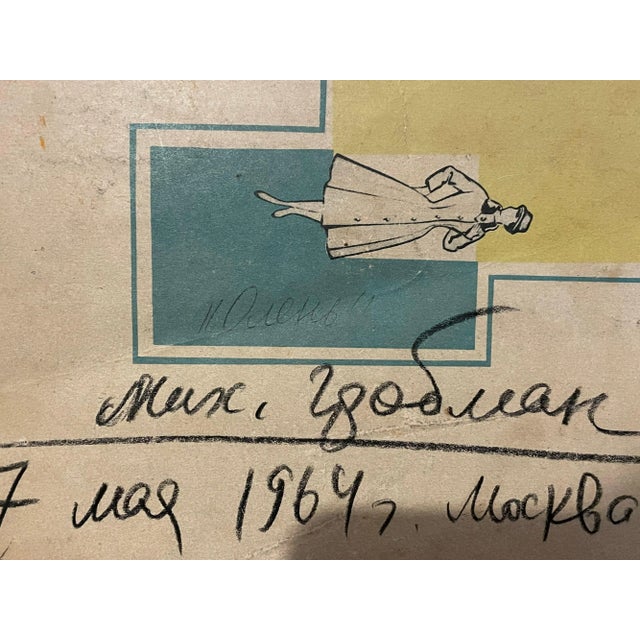 "Олень"
Мих. Гробман
7 мая 1964 г. Москва